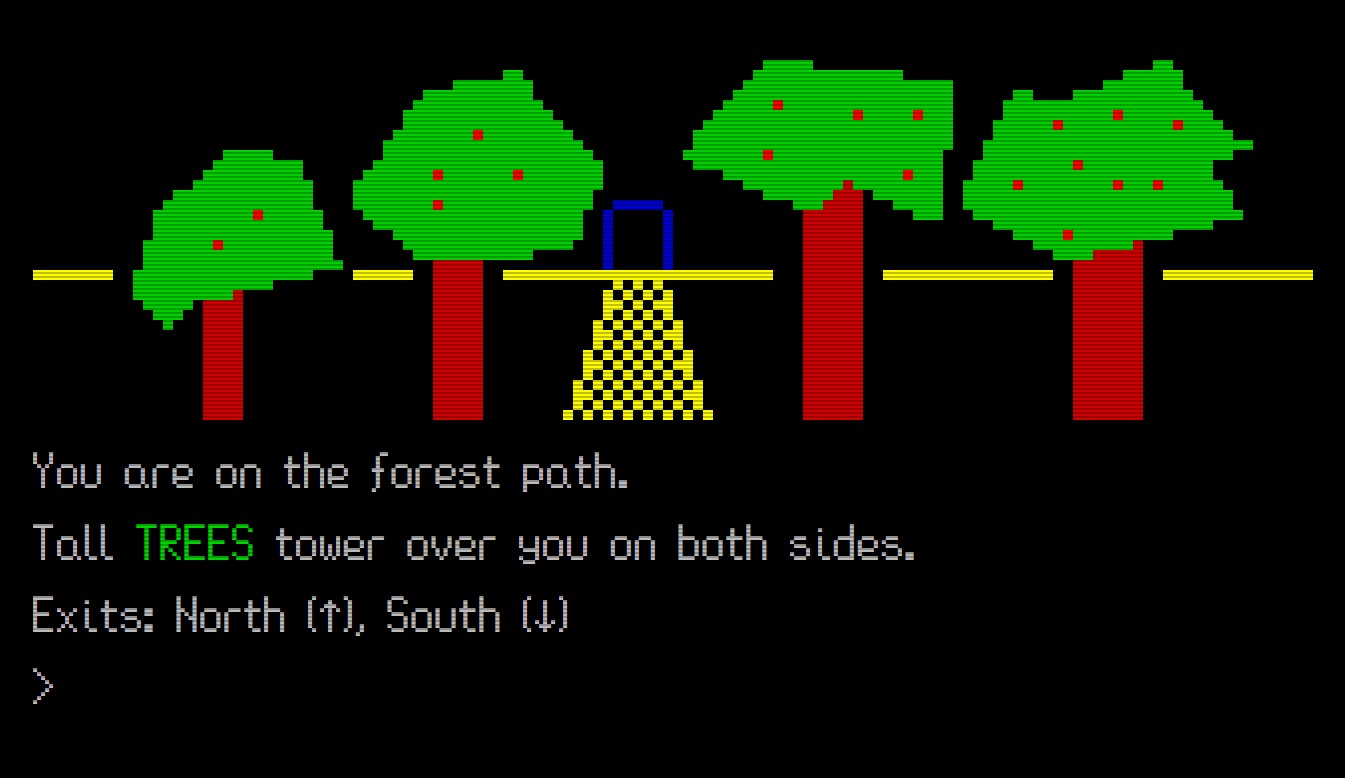 You are on the forest path.
Tall TREES tower over you on both sides.
Exits: North (↑), South (↓)
>